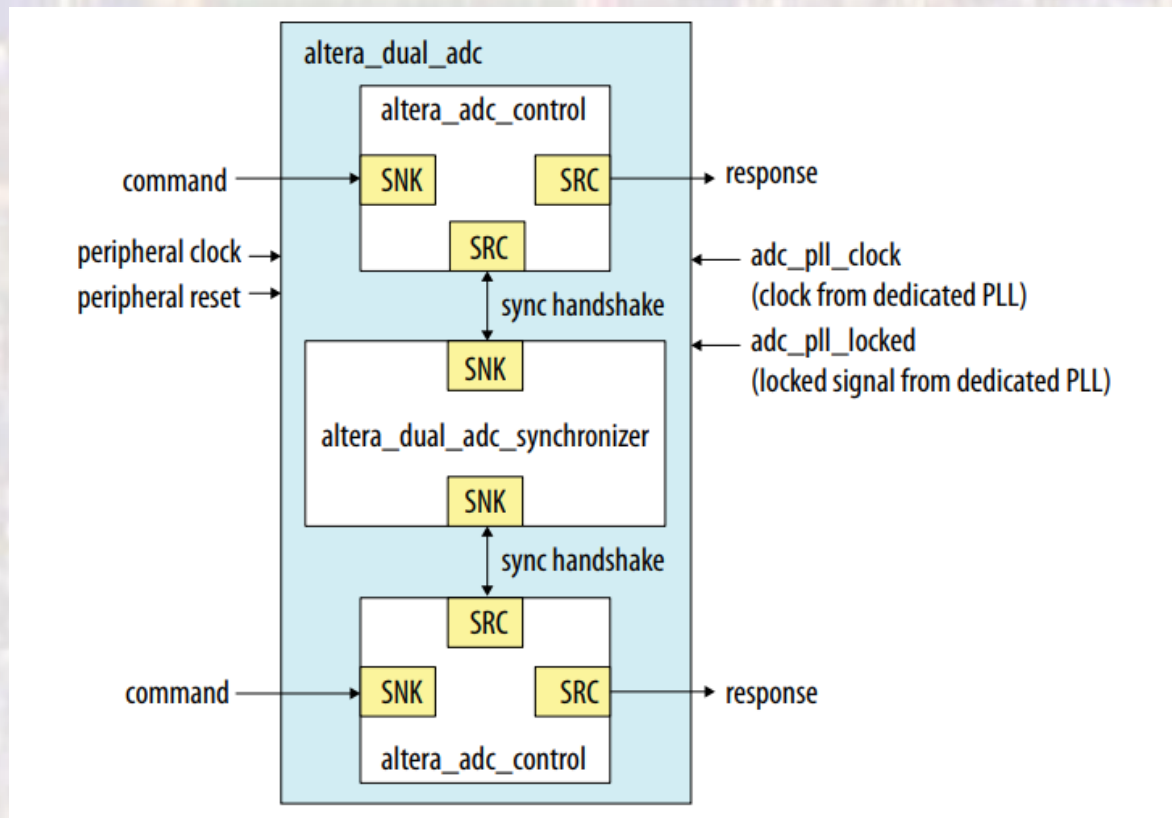 altera_dual_adc
altera_adc_control
command
SNK
SRC
response
SRC
peripheral clock
peripheral reset
adc_pll_clock
(clock from dedicated PLL)
sync handshake
adc_pll_locked
(locked signal from dedicated PLL)
SNK
altera_dual_adc_synchronizer
SNK
sync handshake
SRC
command
SNK
SRC
response
altera_adc_control